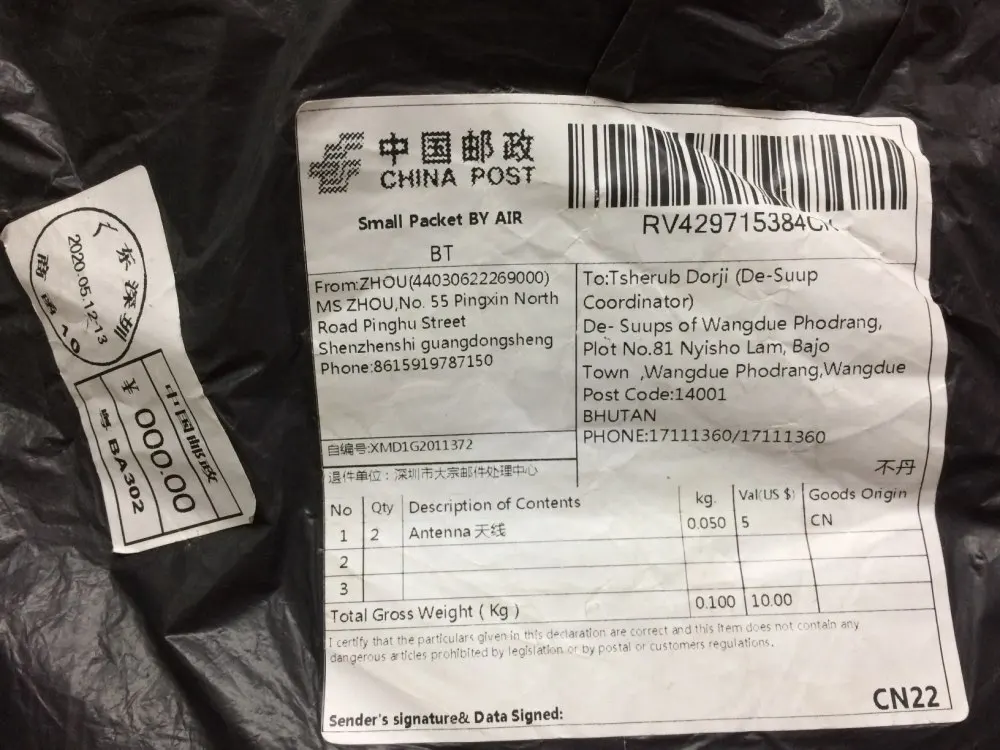 中国邮政
CHINA POST
Small Packet BY AIR
BT
RV429715384CN
From:ZHOU(44030622269000)
MS ZHOU,No. 55 Pingxin North
Road Pinghu Street
Shenzhenshi guangdongsheng
Phone:8615919787150
自编号:XMD1G2011372
退件单位：深圳市大宗邮件处理中心
To:Tsherub Dorji (De-Suup
Coordinator)
De- Suups of Wangdue Phodrang,
Plot No.81 Nyisho Lam, Bajo
Town ,Wangdue Phodrang,Wangdue
Post Code:14001
BHUTAN
PHONE:17111360/17111360
不丹
No Qty Description of Contents kg. Val(US $) Goods Origin
1 2 Antenna 天线 0.050 5 CN
2
3
Total Gross Weight ( Kg ) 0.100 10.00
I certify that the particulars given in this declaration are correct and this item does not contain any
dangerous articles prohibited by legislation or by postal or customers regulations.
Sender's signature& Data Signed:
CN22
广东深圳
2020.05.12-13
中国邮政
¥ 000.00
粤 BA302